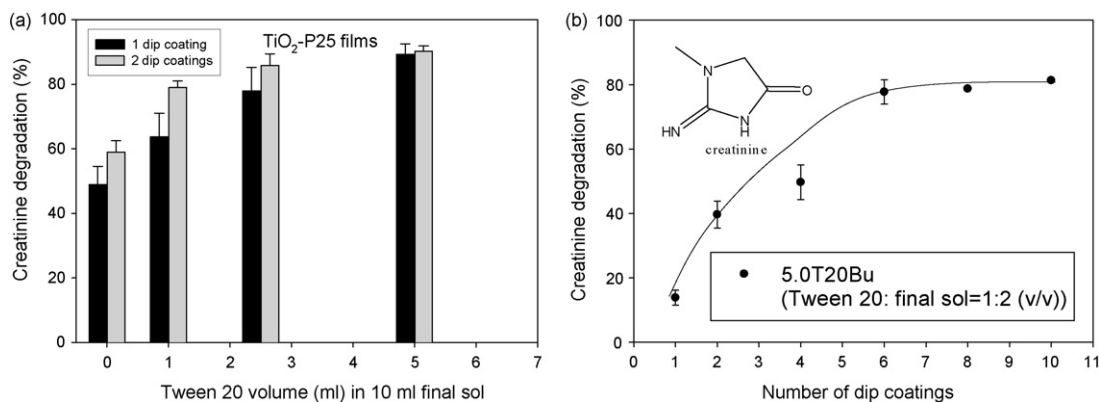 (a)
100
80
60
40
20
0
Creatinine degradation (%)
1 dip coating
2 dip coatings
TiO2-P25 films
0 1 2 3 4 5 6 7
Tween 20 volume (ml) in 10 ml final sol
(b)
100
80
60
40
20
0
Creatinine degradation (%)
N
O
HN
N
H
creatinine
5.0T20Bu
(Tween 20: final sol=1:2 (v/v))
0 1 2 3 4 5 6 7 8 9 10 11
Number of dip coatings